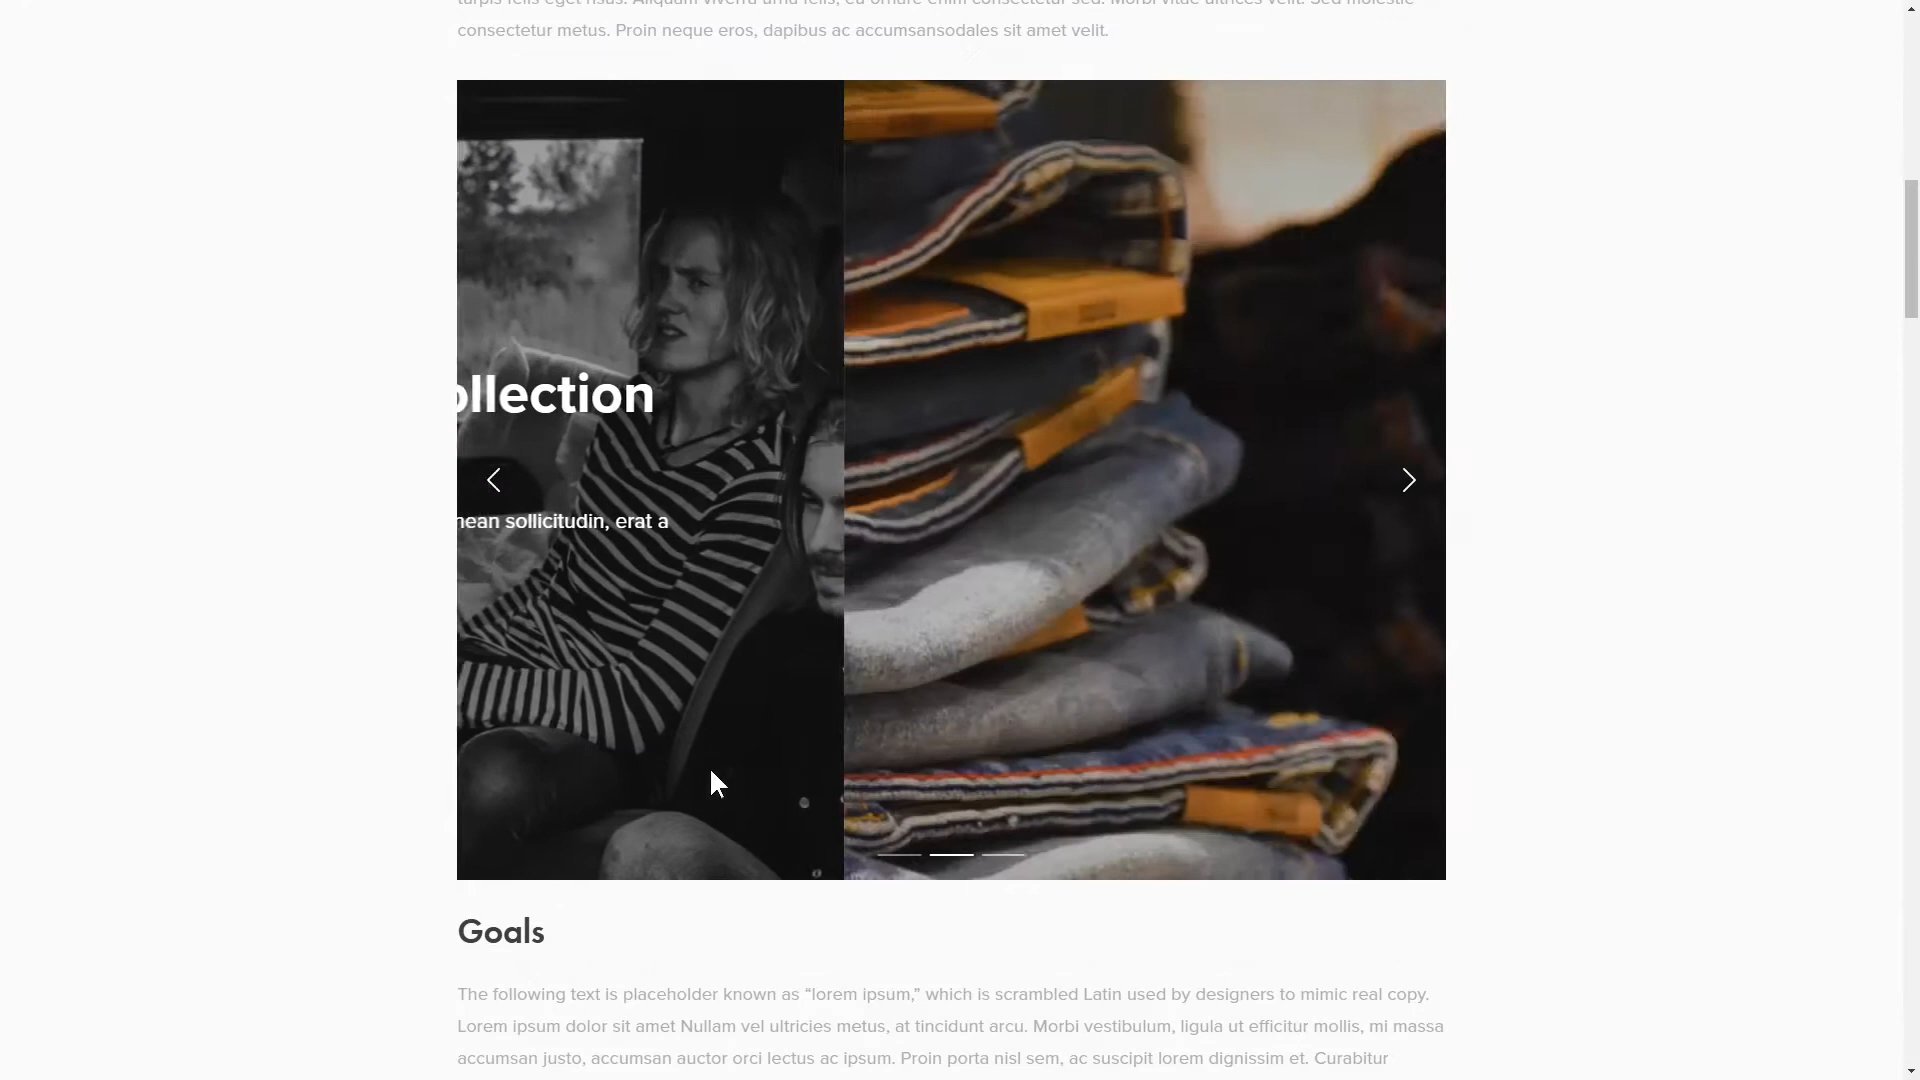 consectetur metus. Proin neque eros, dapibus ac accumsansodales sit amet velit.
ollection
nean sollicitudin, erat a
Goals
The following text is placeholder known as “lorem ipsum,” which is scrambled Latin used by designers to mimic real copy.
Lorem ipsum dolor sit amet Nullam vel ultricies metus, at tincidunt arcu. Morbi vestibulum, ligula ut efficitur mollis, mi massa
accumsan justo, accumsan auctor orci lectus ac ipsum. Proin porta nisl sem, ac suscipit lorem dignissim et. Curabitur